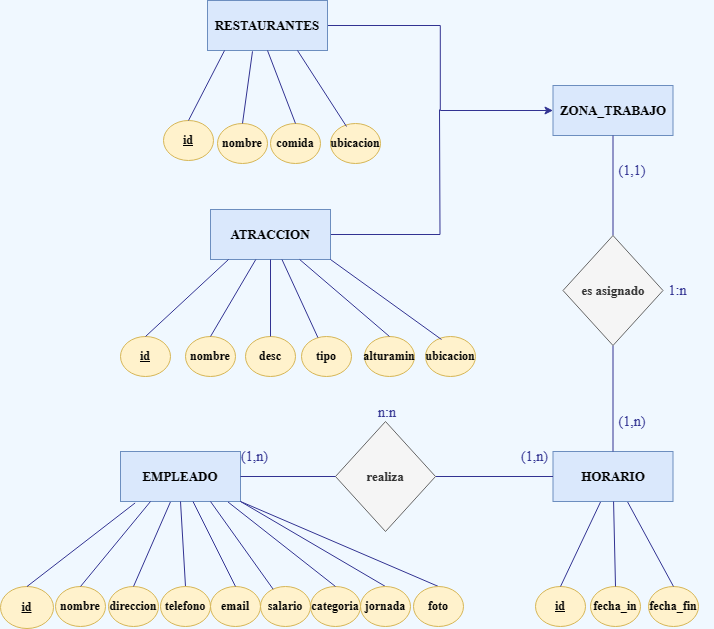 RESTAURANTES
ZONA_TRABAJO
id
nombre
comida
ubicacion
(1,1)
ATRACCION
es asignado
1:n
id
nombre
desc
tipo
alturamin
ubicacion
n:n
(1,n)
EMPLEADO
(1,n)
realiza
(1,n)
HORARIO
id
nombre
direccion
telefono
email
salario
categoria
jornada
foto
id
fecha_in
fecha_fin